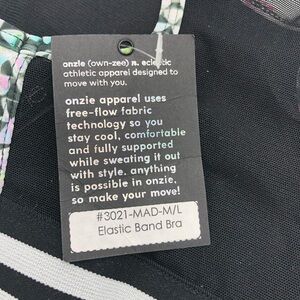 onzie (own-zee) n. eclectic
athletic apparel designed to
move with you.
onzie apparel uses
free-flow fabric
technology so you
stay cool, comfortable
and fully supported
while sweating it out
with style. anything
is possible in onzie,
so make your move!
#3021-MAD-M/L
Elastic Band Bra